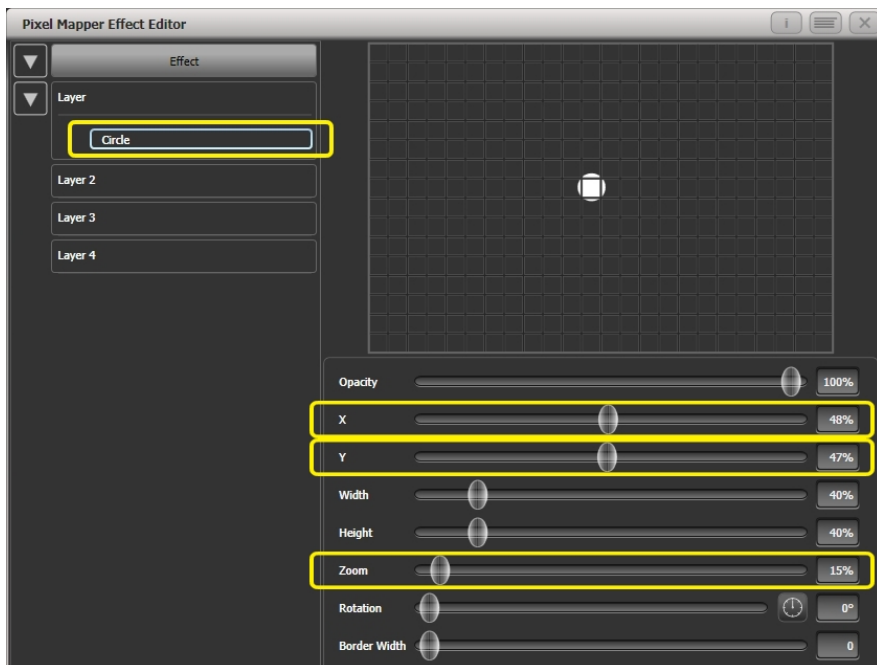 Pixel Mapper Effect Editor
i
Effect
Layer
Circle
Layer 2
Layer 3
Layer 4
Opacity 100%
X 48%
Y 47%
Width 40%
Height 40%
Zoom 15%
Rotation 0°
Border Width 0